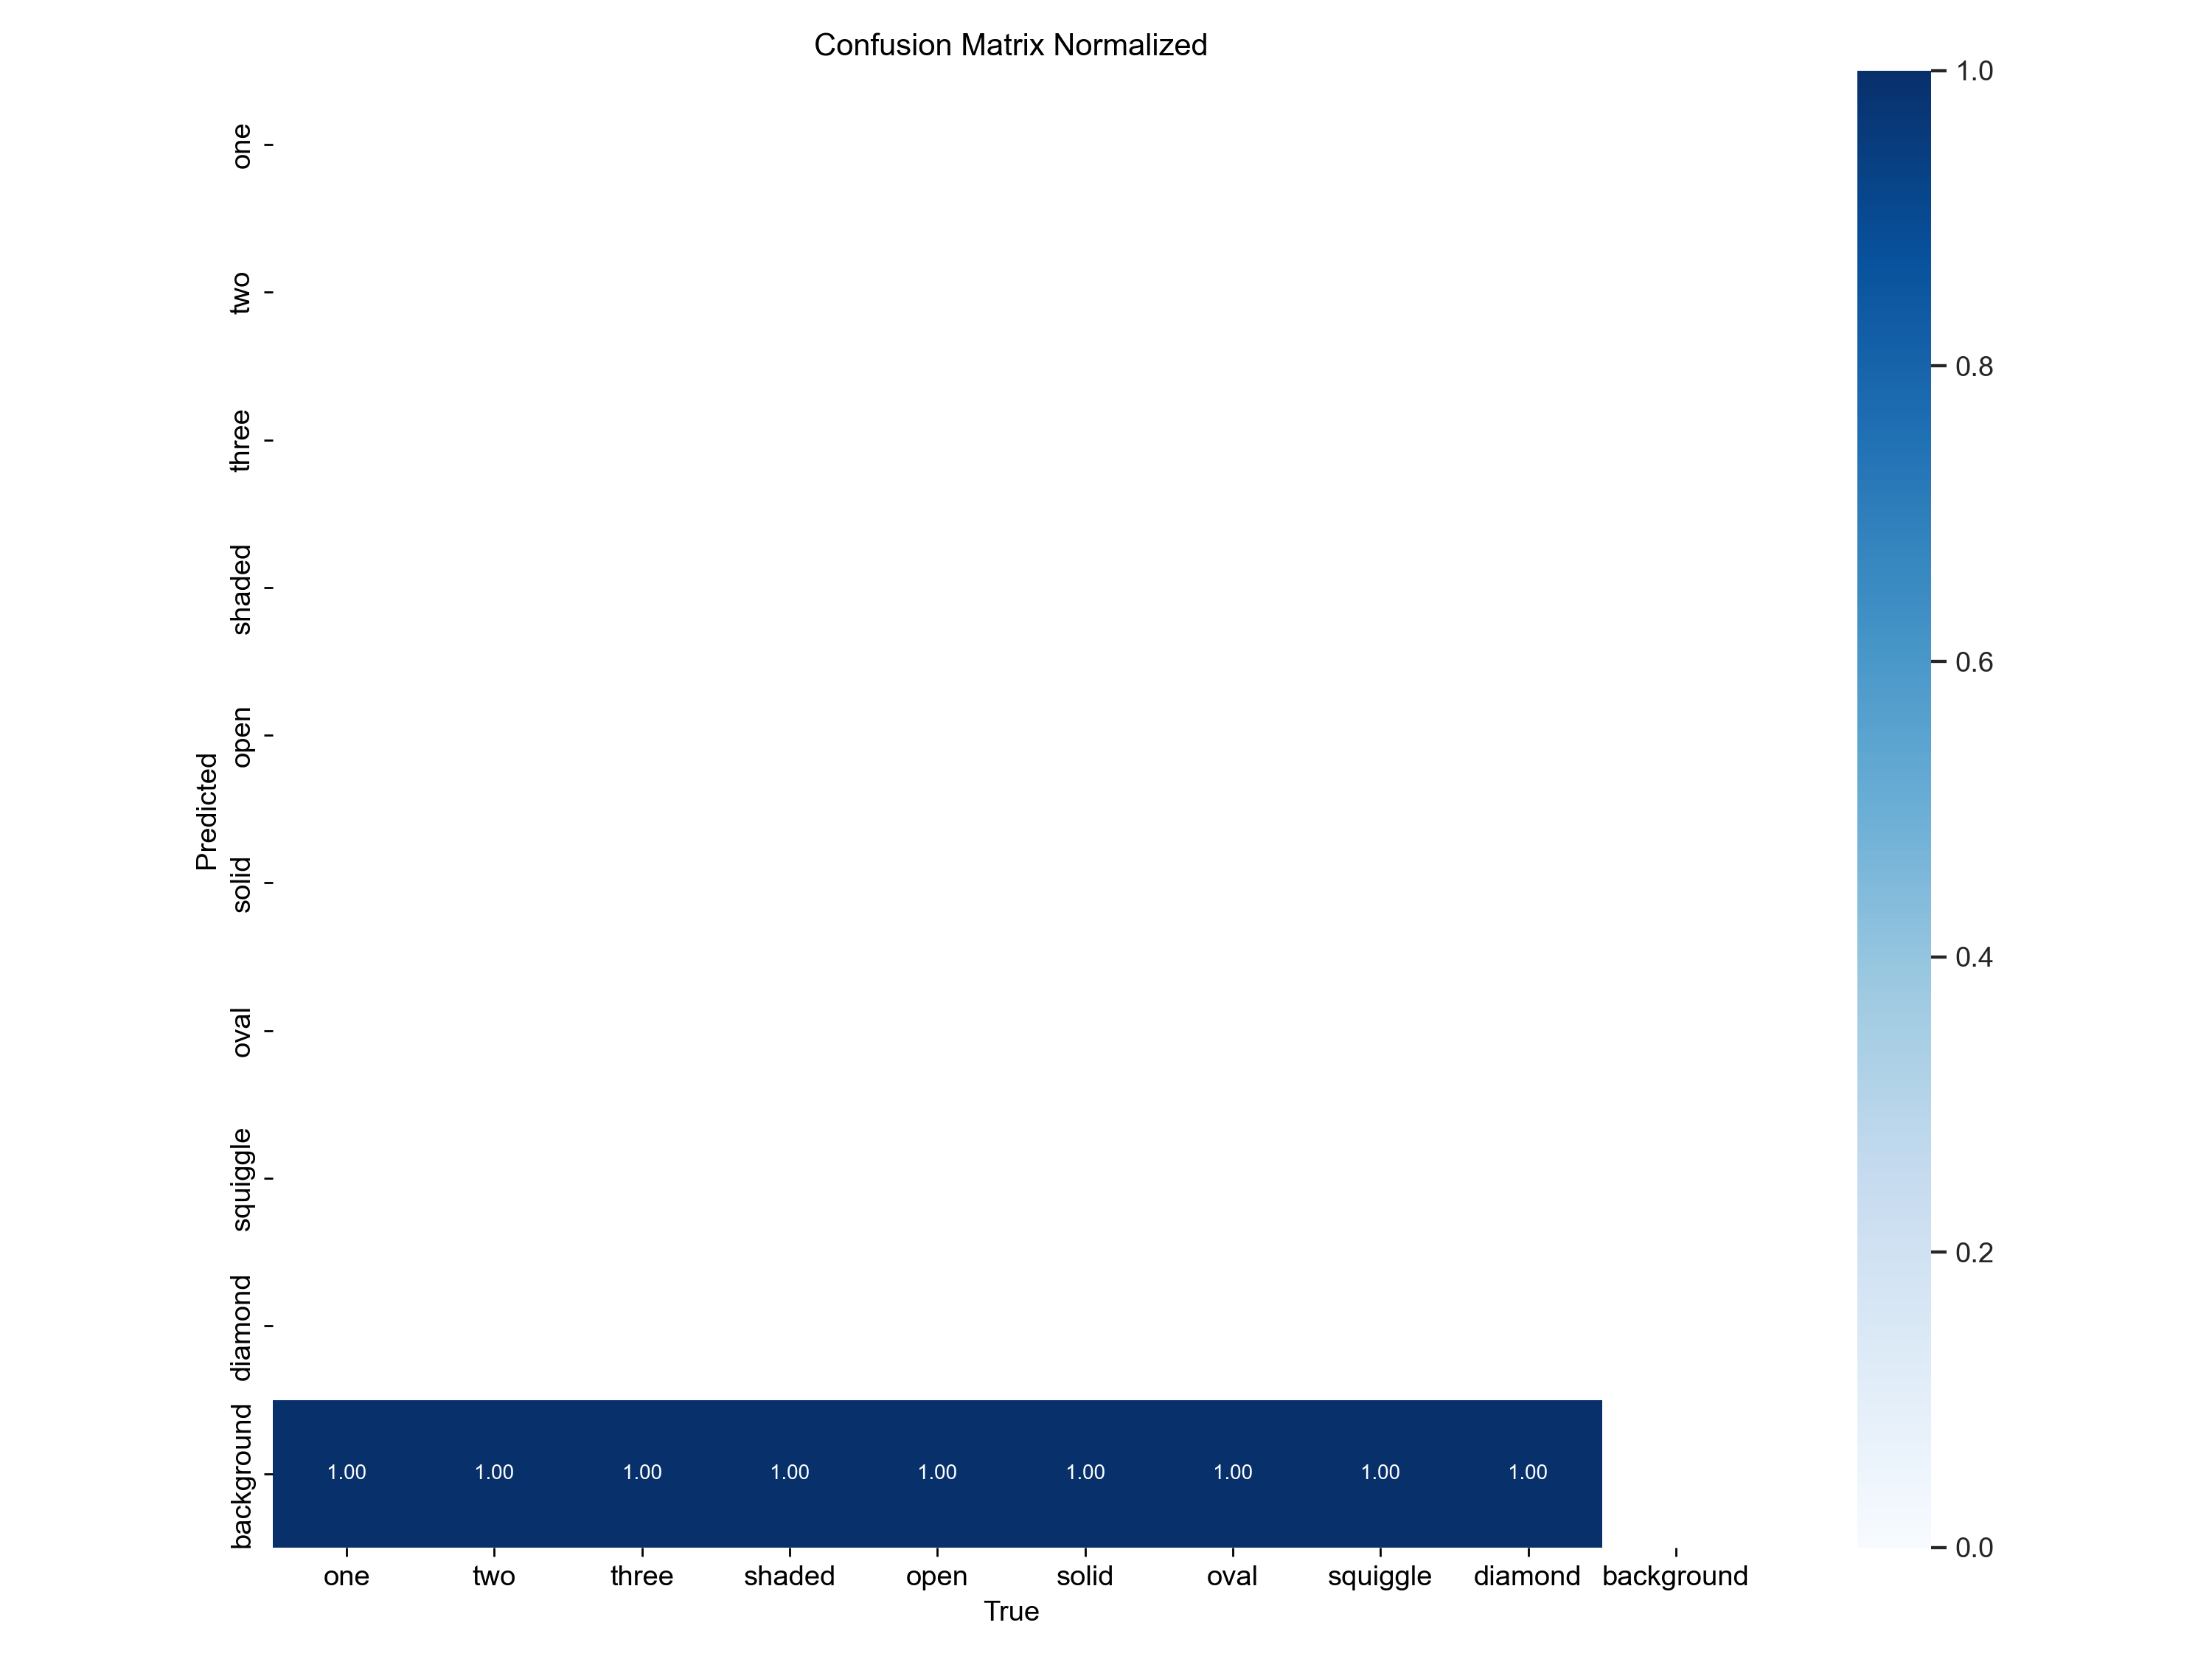 Confusion Matrix Normalized
one
two
three
shaded
open
solid
oval
squiggle
diamond
background
Predicted
1.00 1.00 1.00 1.00 1.00 1.00 1.00 1.00 1.00
one two three shaded open solid oval squiggle diamond background
True
1.0
0.8
0.6
0.4
0.2
0.0